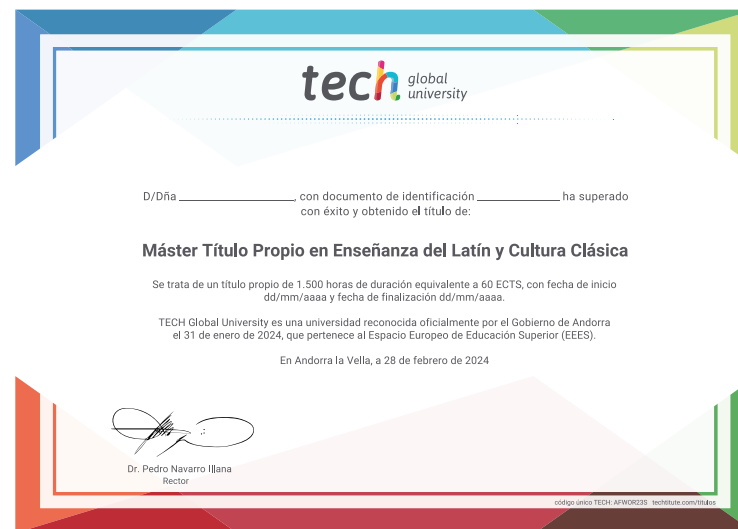 tech global university
D/Dña ____________, con documento de identificación ____________ ha superado
con éxito y obtenido el título de:
Máster Título Propio en Enseñanza del Latín y Cultura Clásica
Se trata de un título propio de 1.500 horas de duración equivalente a 60 ECTS, con fecha de inicio
dd/mm/aaaa y fecha de finalización dd/mm/aaaa.
TECH Global University es una universidad reconocida oficialmente por el Gobierno de Andorra
el 31 de enero de 2024, que pertenece al Espacio Europeo de Educación Superior (EEES).
En Andorra la Vella, a 28 de febrero de 2024
Dr. Pedro Navarro Illana
Rector
código único TECH: AFWOR23S techtitute.com/titulos